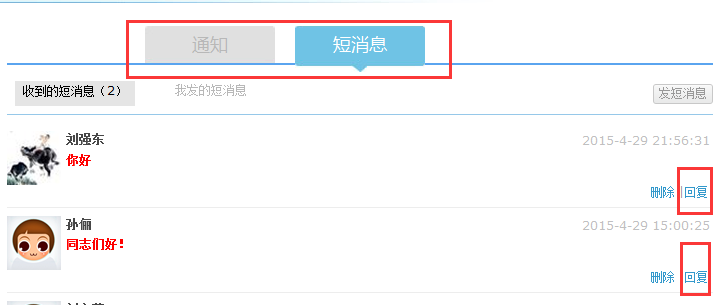 通知 短消息
收到的短消息（2） 我发的短消息 发短消息
刘强东 2015-4-29 21:56:31
你好
删除 | 回复
孙俪 2015-4-29 15:00:25
同志们好！
删除 回复